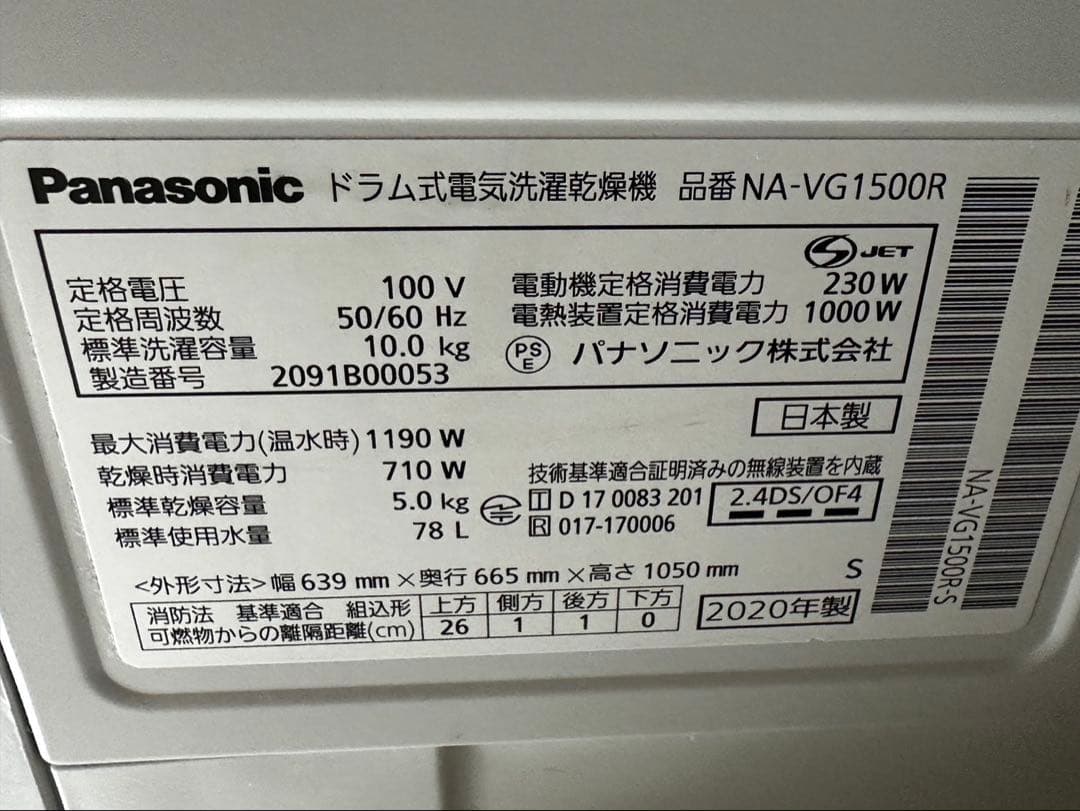 Panasonic ドラム式電気洗濯乾燥機 品番 NA-VG1500R
S JET
定格電圧 100 V 電動機定格消費電力 230 W
定格周波数 50/60 Hz 電熱装置定格消費電力 1000 W
標準洗濯容量 10.0 kg PS E パナソニック株式会社
製造番号 2091B00053
日本製
最大消費電力(温水時) 1190 W
乾燥時消費電力 710 W 技術基準適合証明済みの無線装置を内蔵
標準乾燥容量 5.0 kg T D 17 0083 201 2.4DS/OF4
標準使用水量 78 L R 017-170006
<外形寸法> 幅 639 mm × 奥行 665 mm × 高さ 1050 mm S
消防法 基準適合 組込形 上方 側方 後方 下方
可燃物からの離隔距離(cm) 26 1 1 0
2020年製
NA-VG1500R-S